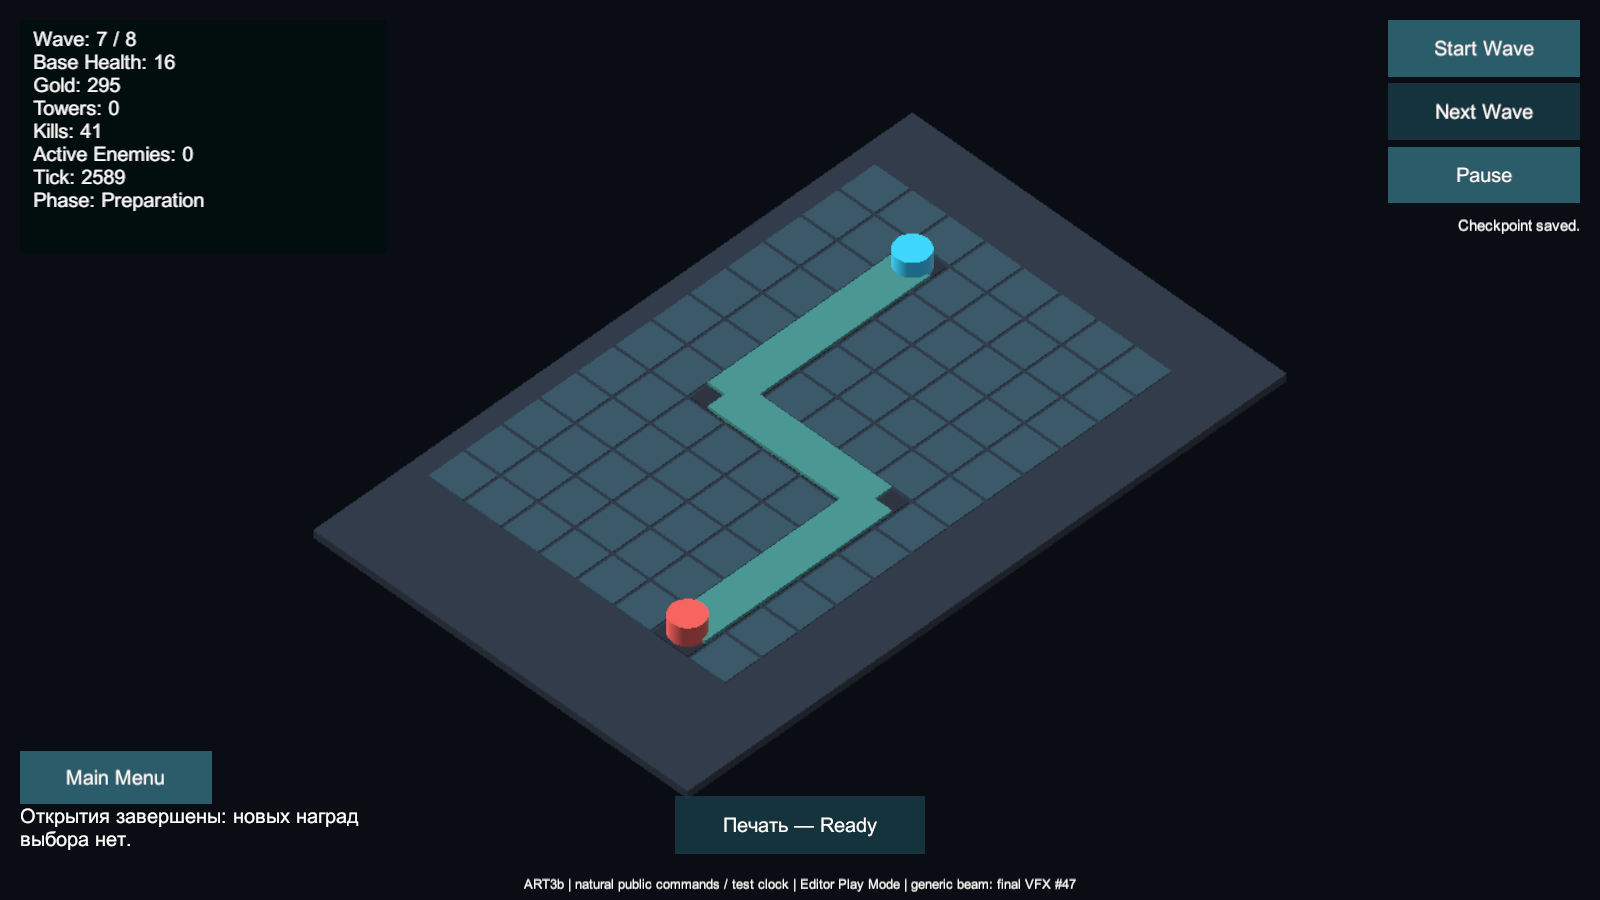 Wave: 7 / 8
Base Health: 16
Gold: 295
Towers: 0
Kills: 41
Active Enemies: 0
Tick: 2589
Phase: Preparation
Start Wave
Next Wave
Pause
Checkpoint saved.
Main Menu
Открытия завершены: новых наград
выбора нет.
Печать — Ready
ART3b | natural public commands / test clock | Editor Play Mode | generic beam: final VFX #47